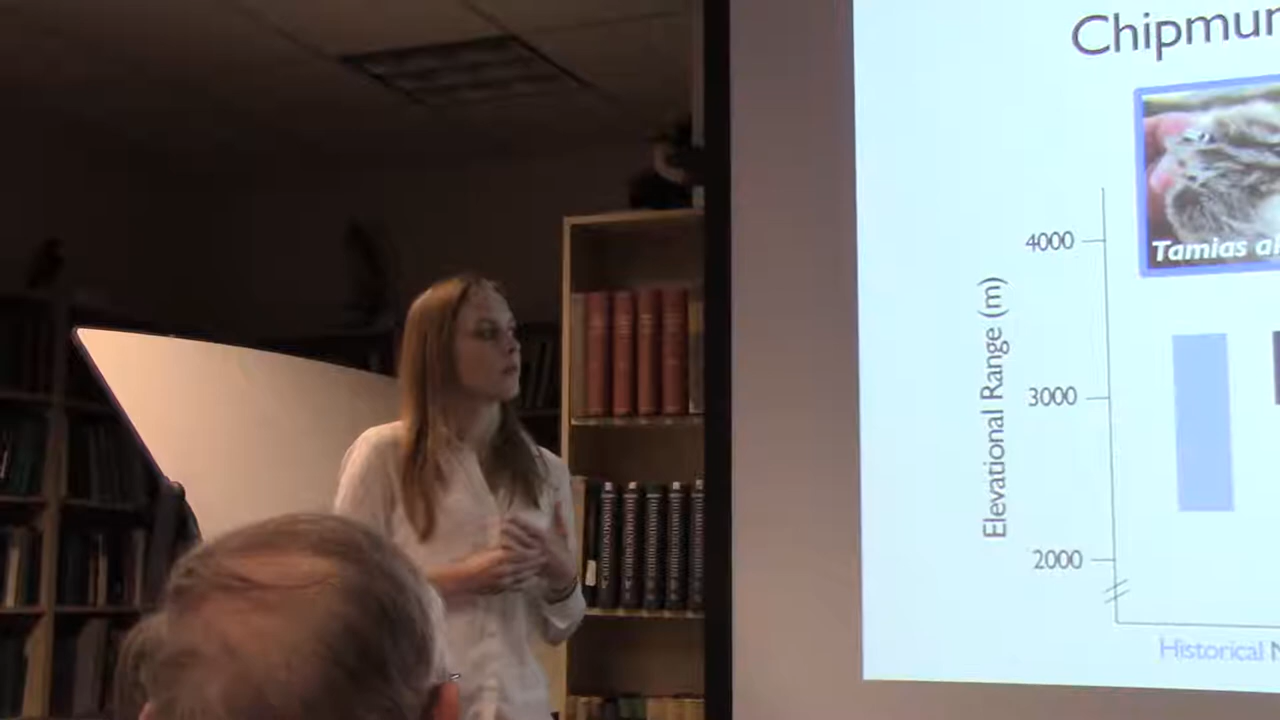 Chipmun
Tamias al
4000
3000
2000
Elevational Range (m)
Historical